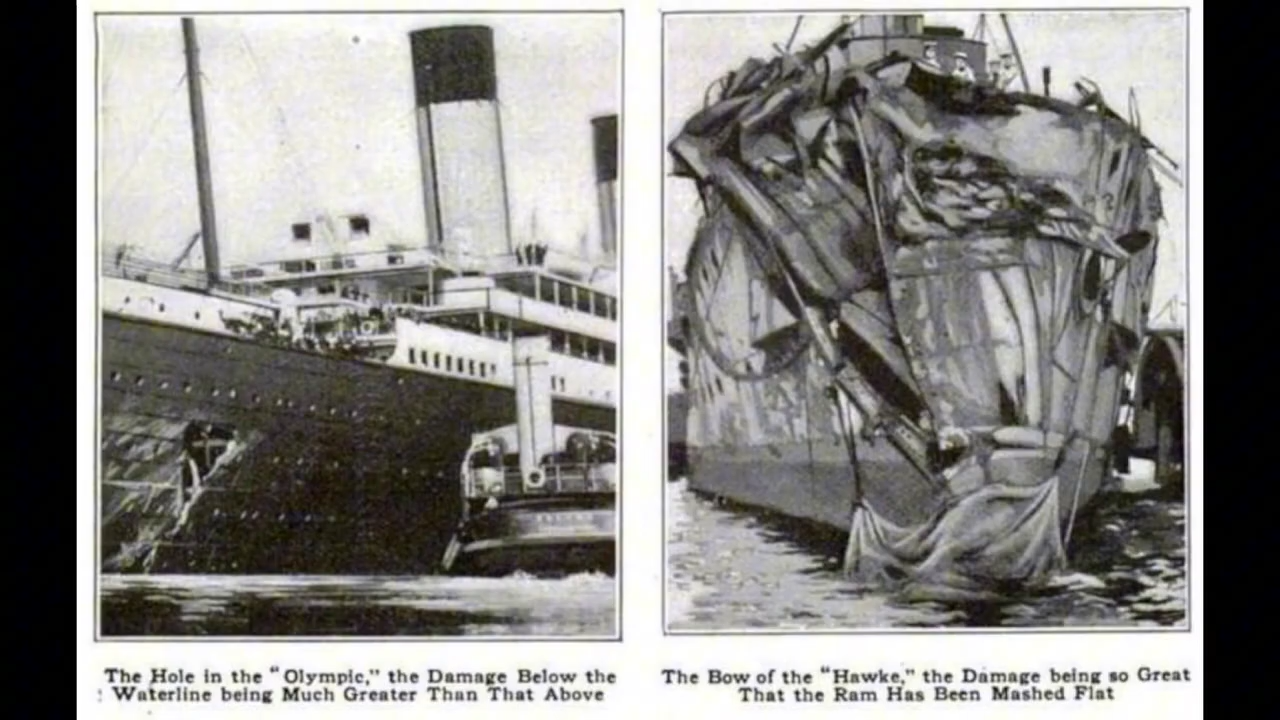 The Hole in the "Olympic," the Damage Below the
Waterline being Much Greater Than That Above
The Bow of the "Hawke," the Damage being so Great
That the Ram Has Been Mashed Flat